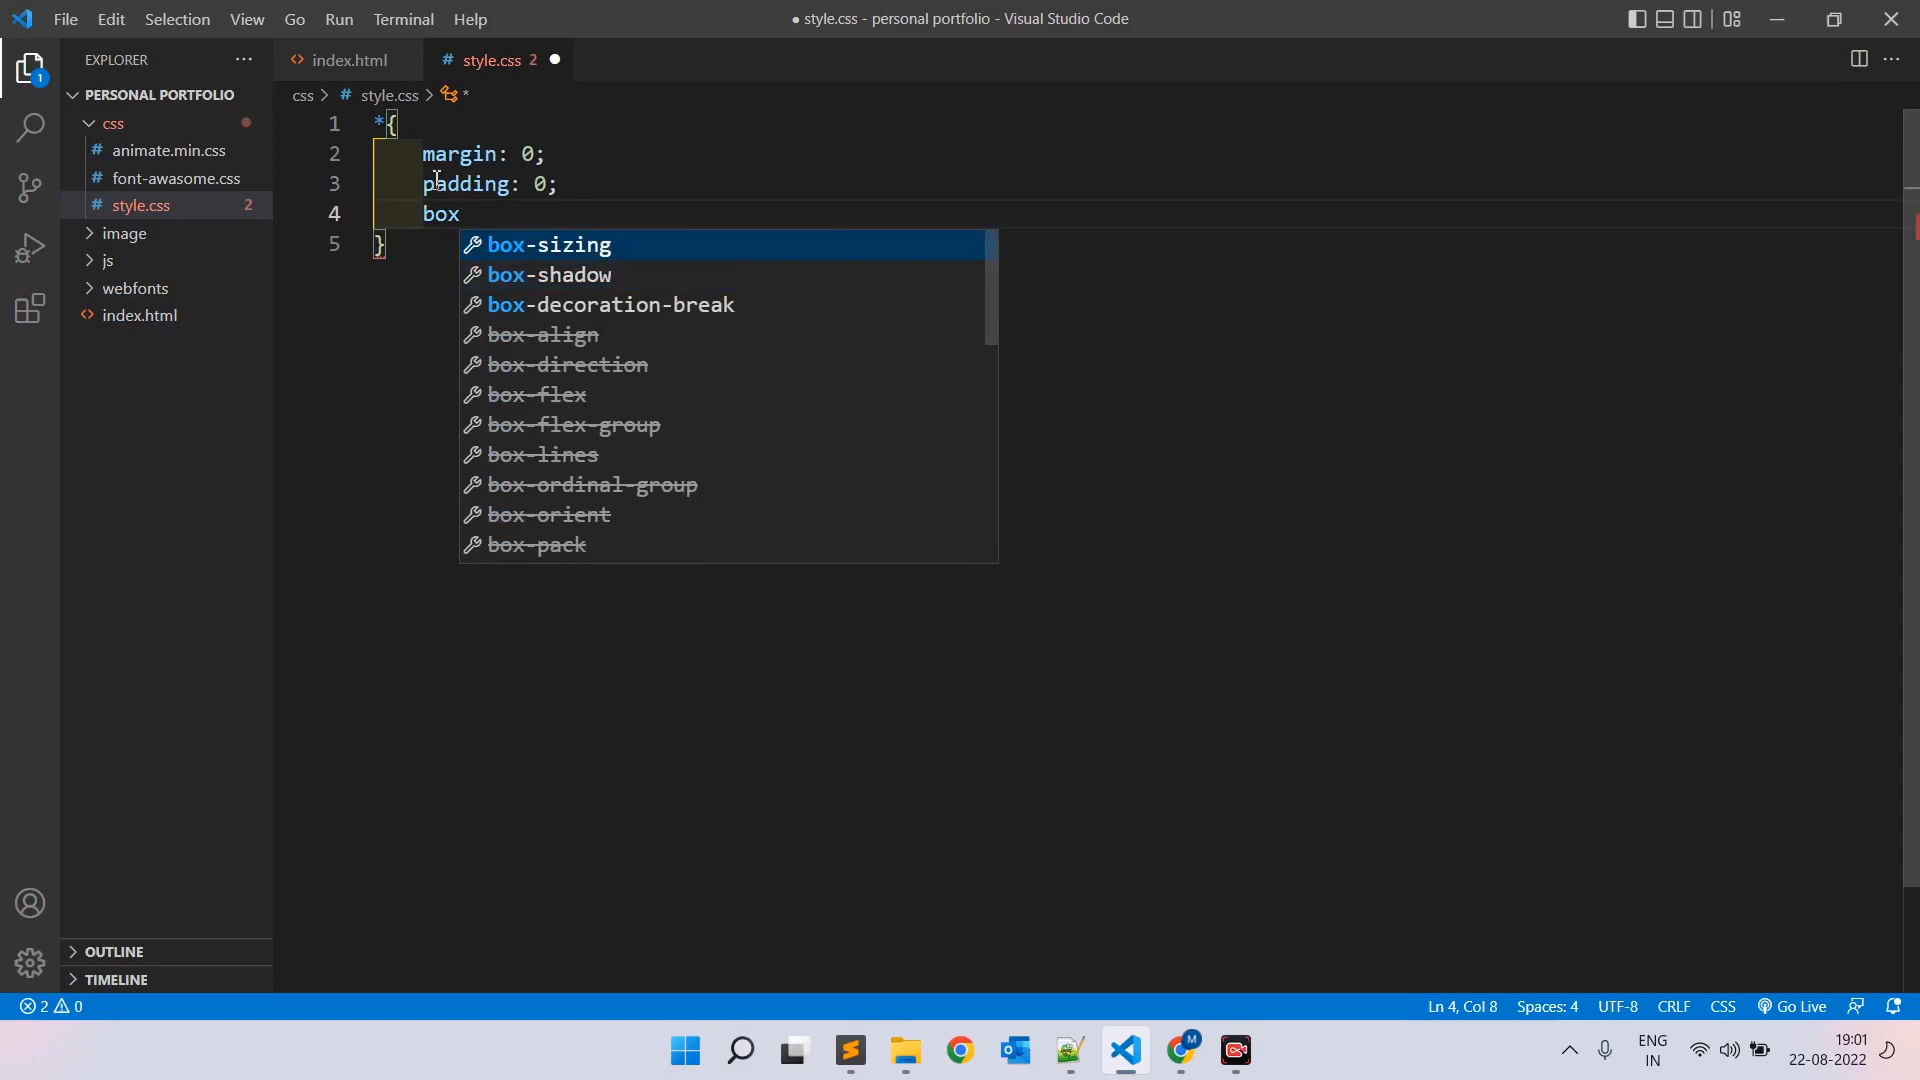 File Edit Selection View Go Run Terminal Help
● style.css - personal portfolio - Visual Studio Code
1
EXPLORER
PERSONAL PORTFOLIO
css
# animate.min.css
# font-awasome.css
# style.css 2
image
js
webfonts
<> index.html
OUTLINE
TIMELINE
<> index.html
# style.css 2 ●
css > # style.css > *
1 *{
2 margin: 0;
3 padding: 0;
4 box
5 }
box-sizing
box-shadow
box-decoration-break
box-align
box-direction
box-flex
box-flex-group
box-lines
box-ordinal-group
box-orient
box-pack
2 0
Ln 4, Col 8 Spaces: 4 UTF-8 CRLF CSS Go Live
M
ENG
IN
19:01
22-08-2022